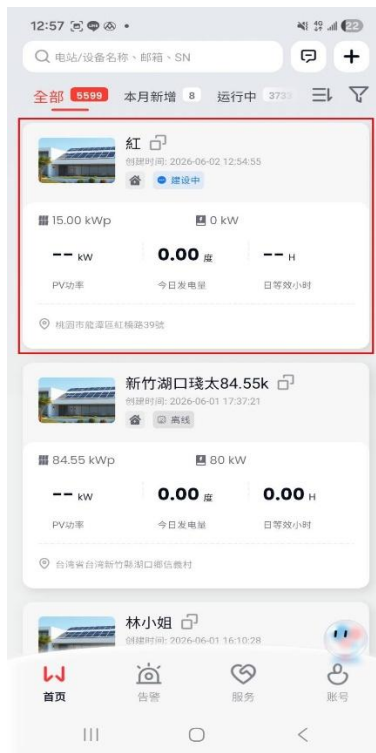 12:57
22
电站/设备名称、邮箱、SN
全部 5599 本月新增 8 运行中 373
紅
创建时间: 2026-06-02 12:54:55
建设中
15.00 kWp 0 kW
-- kW 0.00 度 -- H
PV功率 今日发电量 日等效小时
桃園市龍潭區紅橋路39號
新竹湖口琖太84.55k
创建时间: 2026-06-01 17:37:21
离线
84.55 kWp 80 kW
-- kW 0.00 度 0.00 H
PV功率 今日发电量 日等效小时
台湾省台湾新竹縣湖口鄉信義村
林小姐
创建时间: 2026-06-01 16:10:28
首页 告警 服务 账号